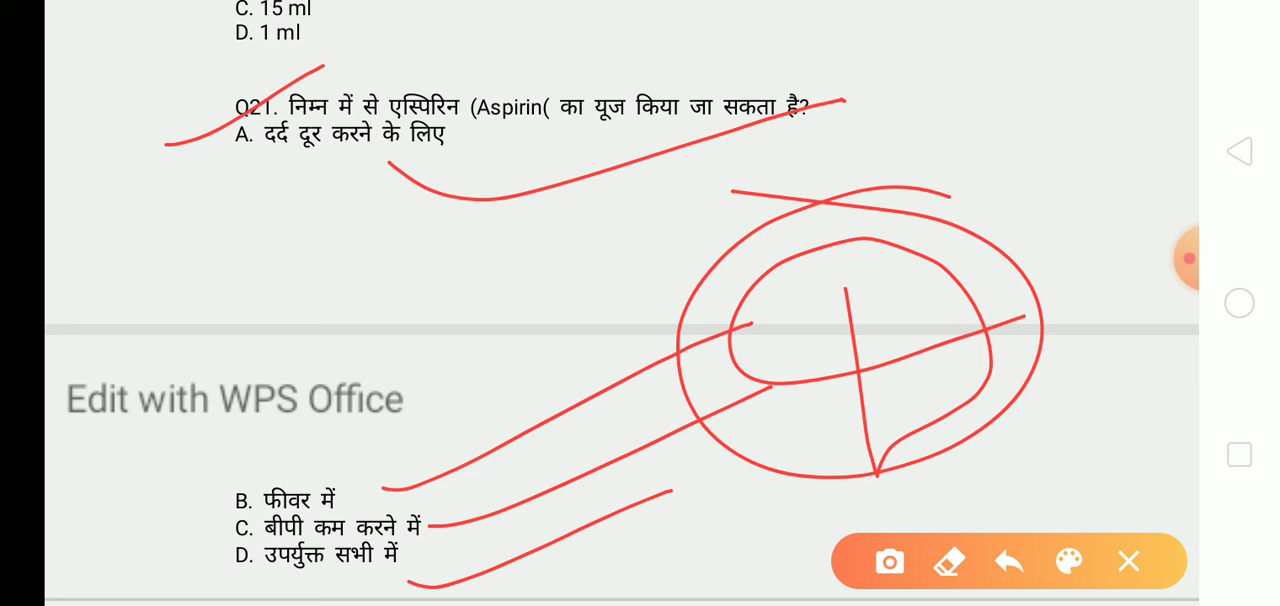 C. 15 ml
D. 1 ml
Q21. निम्न में से एस्पिरिन (Aspirin( का यूज किया जा सकता है?
A. दर्द दूर करने के लिए
Edit with WPS Office
B. फीवर में
C. बीपी कम करने में
D. उपर्युक्त सभी में